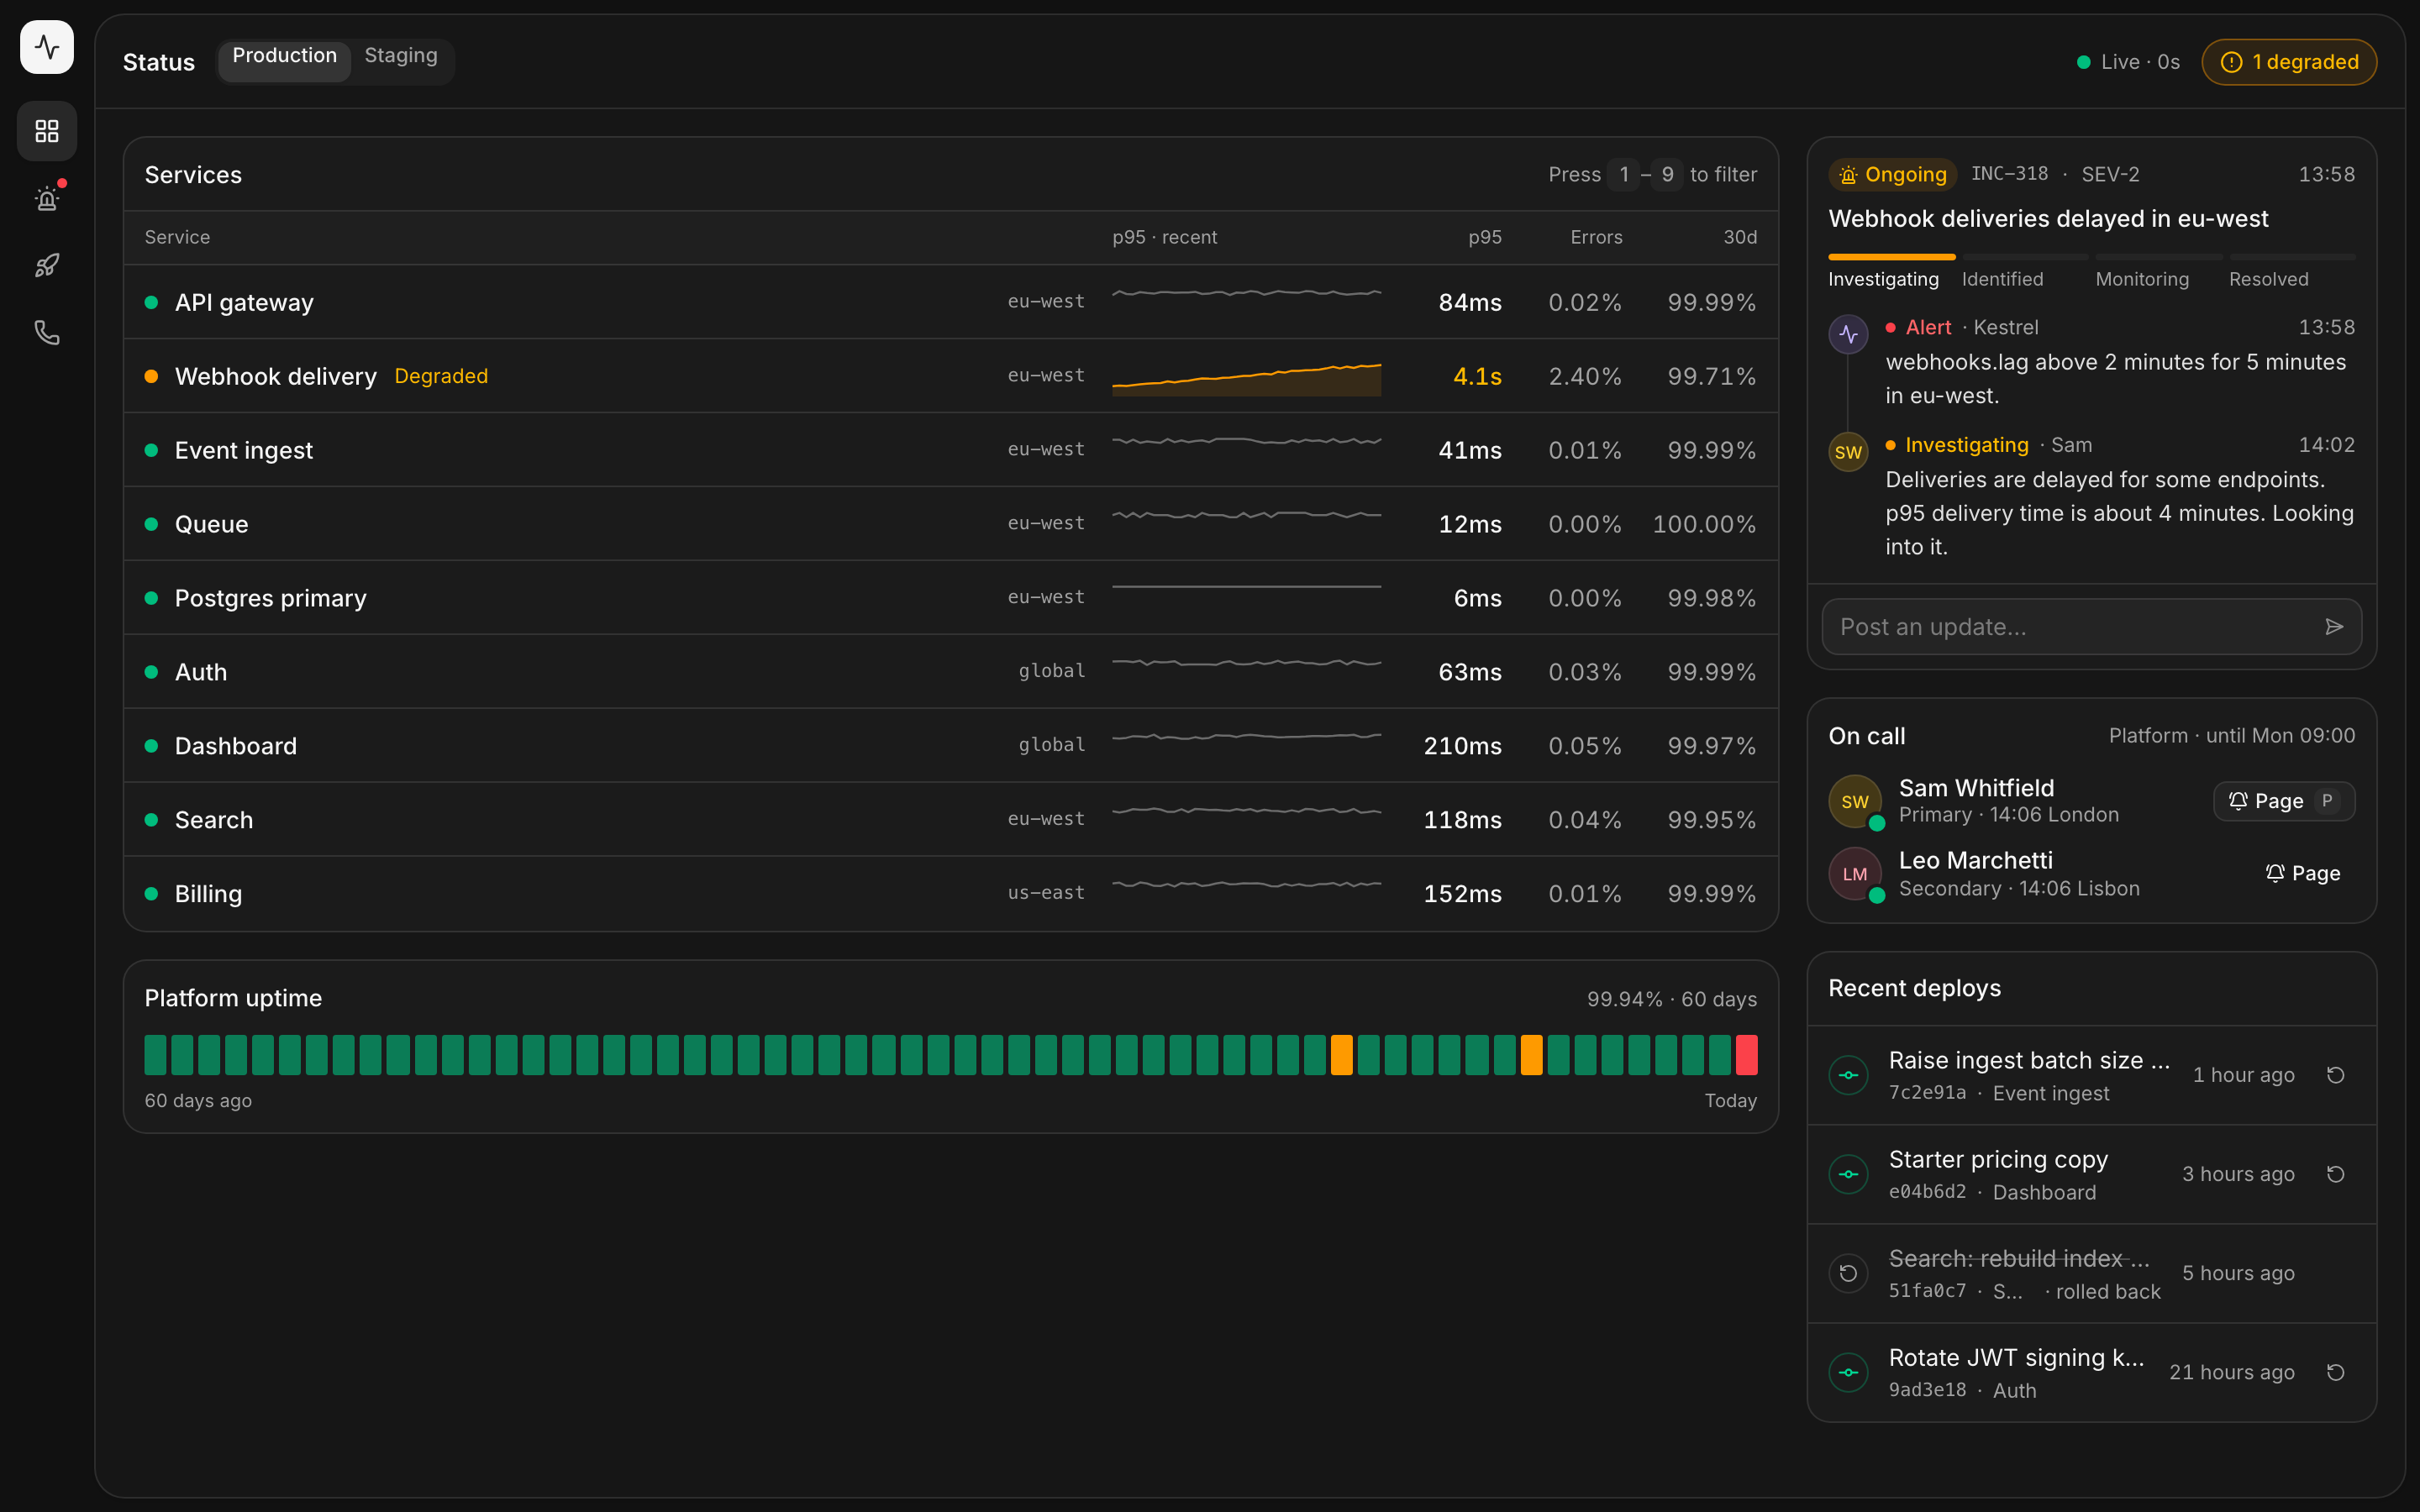 Status
Production
Staging
Live · 0s
1 degraded
Services
Press 1 – 9 to filter
Service
p95 · recent
p95
Errors
30d
API gateway
eu-west
84ms
0.02%
99.99%
Webhook delivery
Degraded
eu-west
4.1s
2.40%
99.71%
Event ingest
eu-west
41ms
0.01%
99.99%
Queue
eu-west
12ms
0.00%
100.00%
Postgres primary
eu-west
6ms
0.00%
99.98%
Auth
global
63ms
0.03%
99.99%
Dashboard
global
210ms
0.05%
99.97%
Search
eu-west
118ms
0.04%
99.95%
Billing
us-east
152ms
0.01%
99.99%
Platform uptime
99.94% · 60 days
60 days ago
Today
Ongoing
INC-318 · SEV-2
13:58
Webhook deliveries delayed in eu-west
Investigating
Identified
Monitoring
Resolved
Alert · Kestrel
13:58
webhooks.lag above 2 minutes for 5 minutes
in eu-west.
SW
Investigating · Sam
14:02
Deliveries are delayed for some endpoints.
p95 delivery time is about 4 minutes. Looking
into it.
Post an update...
On call
Platform · until Mon 09:00
SW
Sam Whitfield
Primary · 14:06 London
Page P
LM
Leo Marchetti
Secondary · 14:06 Lisbon
Page
Recent deploys
Raise ingest batch size ...
7c2e91a · Event ingest
1 hour ago
Starter pricing copy
e04b6d2 · Dashboard
3 hours ago
Search: rebuild index ...
51fa0c7 · S... · rolled back
5 hours ago
Rotate JWT signing k...
9ad3e18 · Auth
21 hours ago